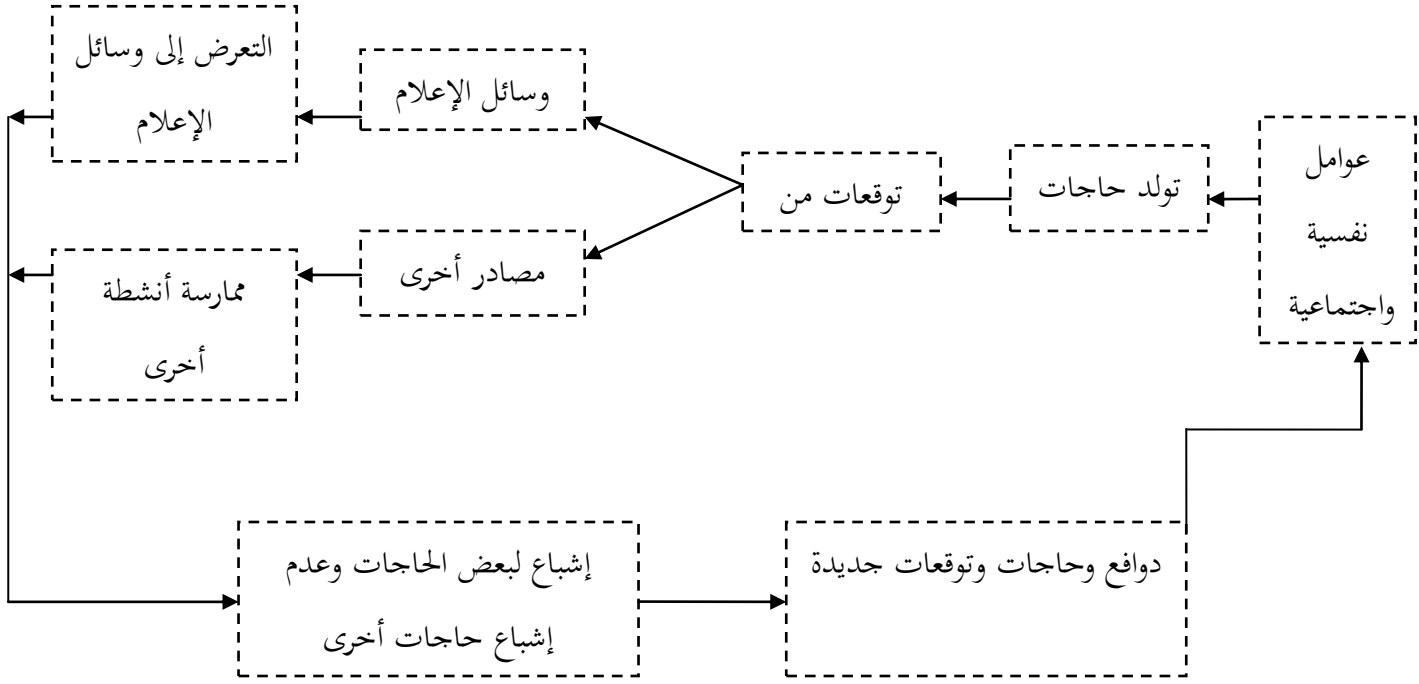 عوامل
نفسية
واجتماعية
تولد حاجات
توقعات من
وسائل الإعلام
التعرض إلى وسائل
الإعلام
مصادر أخرى
ممارسة أنشطة
أخرى
إشباع لبعض الحاجات وعدم
إشباع حاجات أخرى
دوافع وحاجات وتوقعات جديدة